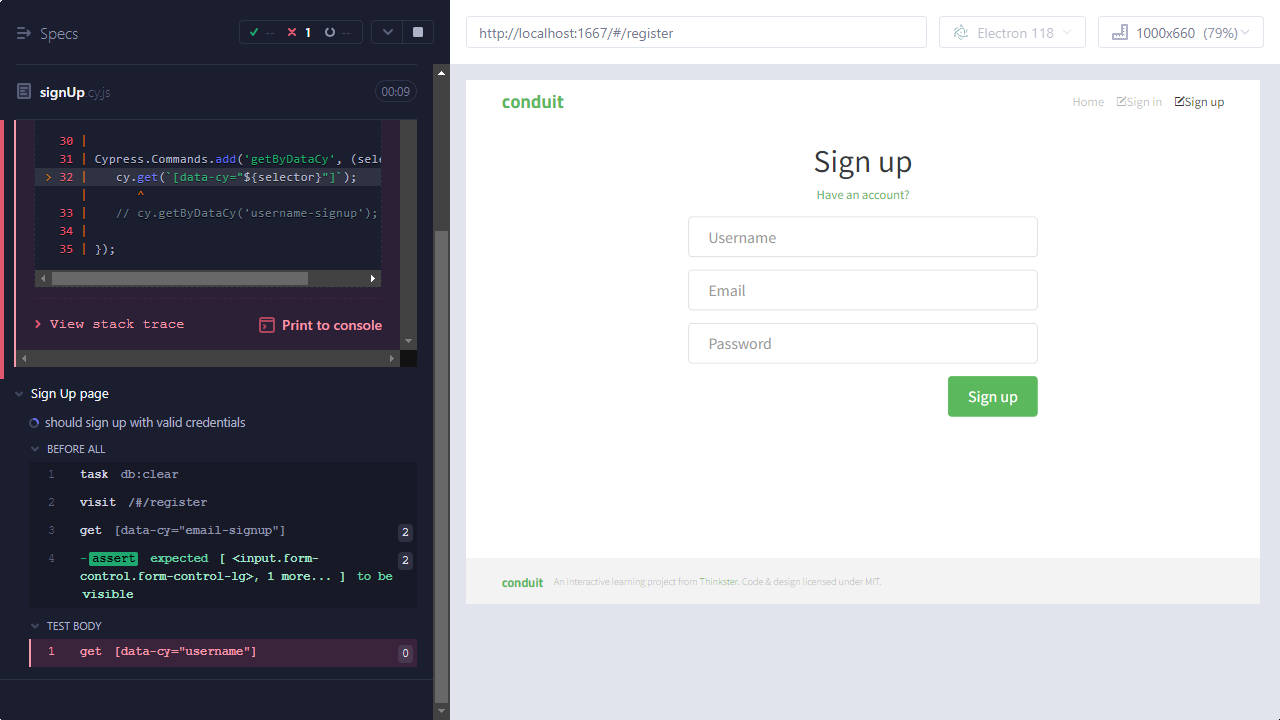 Specs
-- 1 --
signUp.cy.js
00:09
30 |
31 | Cypress.Commands.add('getByDataCy', (sele
> 32 | cy.get(`[data-cy="${selector}"]`);
| ^
33 | // cy.getByDataCy('username-signup');
34 |
35 | });
View stack trace
Print to console
Sign Up page
should sign up with valid credentials
BEFORE ALL
1 task db:clear
2 visit /#/register
3 get [data-cy="email-signup"] 2
4 -assert expected [ <input.form-
control.form-control-lg>, 1 more... ] to be
visible
2
TEST BODY
1 get [data-cy="username"] 0
http://localhost:1667/#/register
Electron 118
1000x660 (79%)
conduit
Home
Sign in
Sign up
Sign up
Have an account?
Username
Email
Password
Sign up
conduit An interactive learning project from Thinkster. Code & design licensed under MIT.